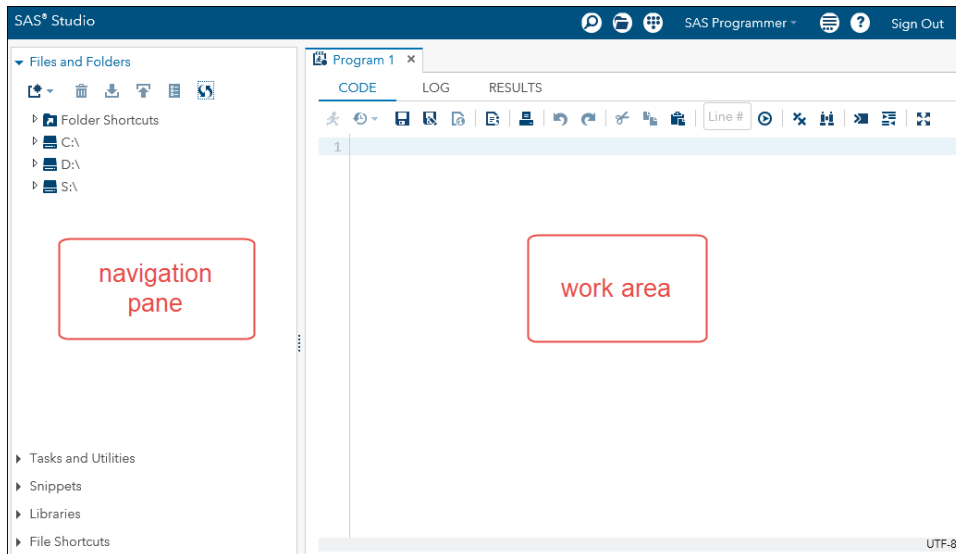 SAS® Studio
SAS Programmer
Sign Out
Files and Folders
Folder Shortcuts
C:\
D:\
S:\
navigation
pane
Tasks and Utilities
Snippets
Libraries
File Shortcuts
Program 1
CODE LOG RESULTS
Line #
1
work area
UTF-8